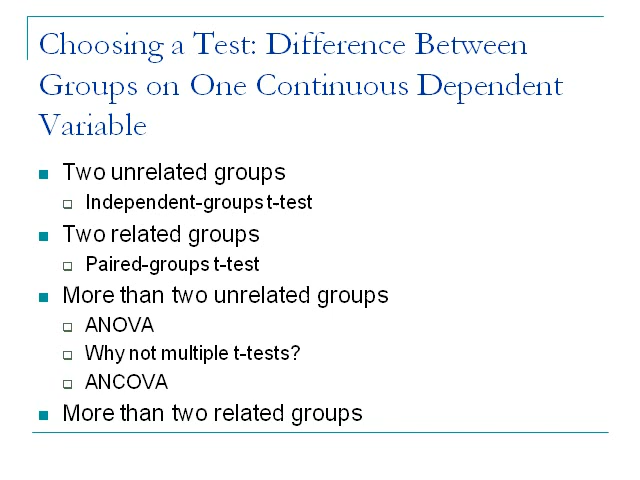 Choosing a Test: Difference Between
Groups on One Continuous Dependent
Variable
Two unrelated groups
Independent-groups t-test
Two related groups
Paired-groups t-test
More than two unrelated groups
ANOVA
Why not multiple t-tests?
ANCOVA
More than two related groups